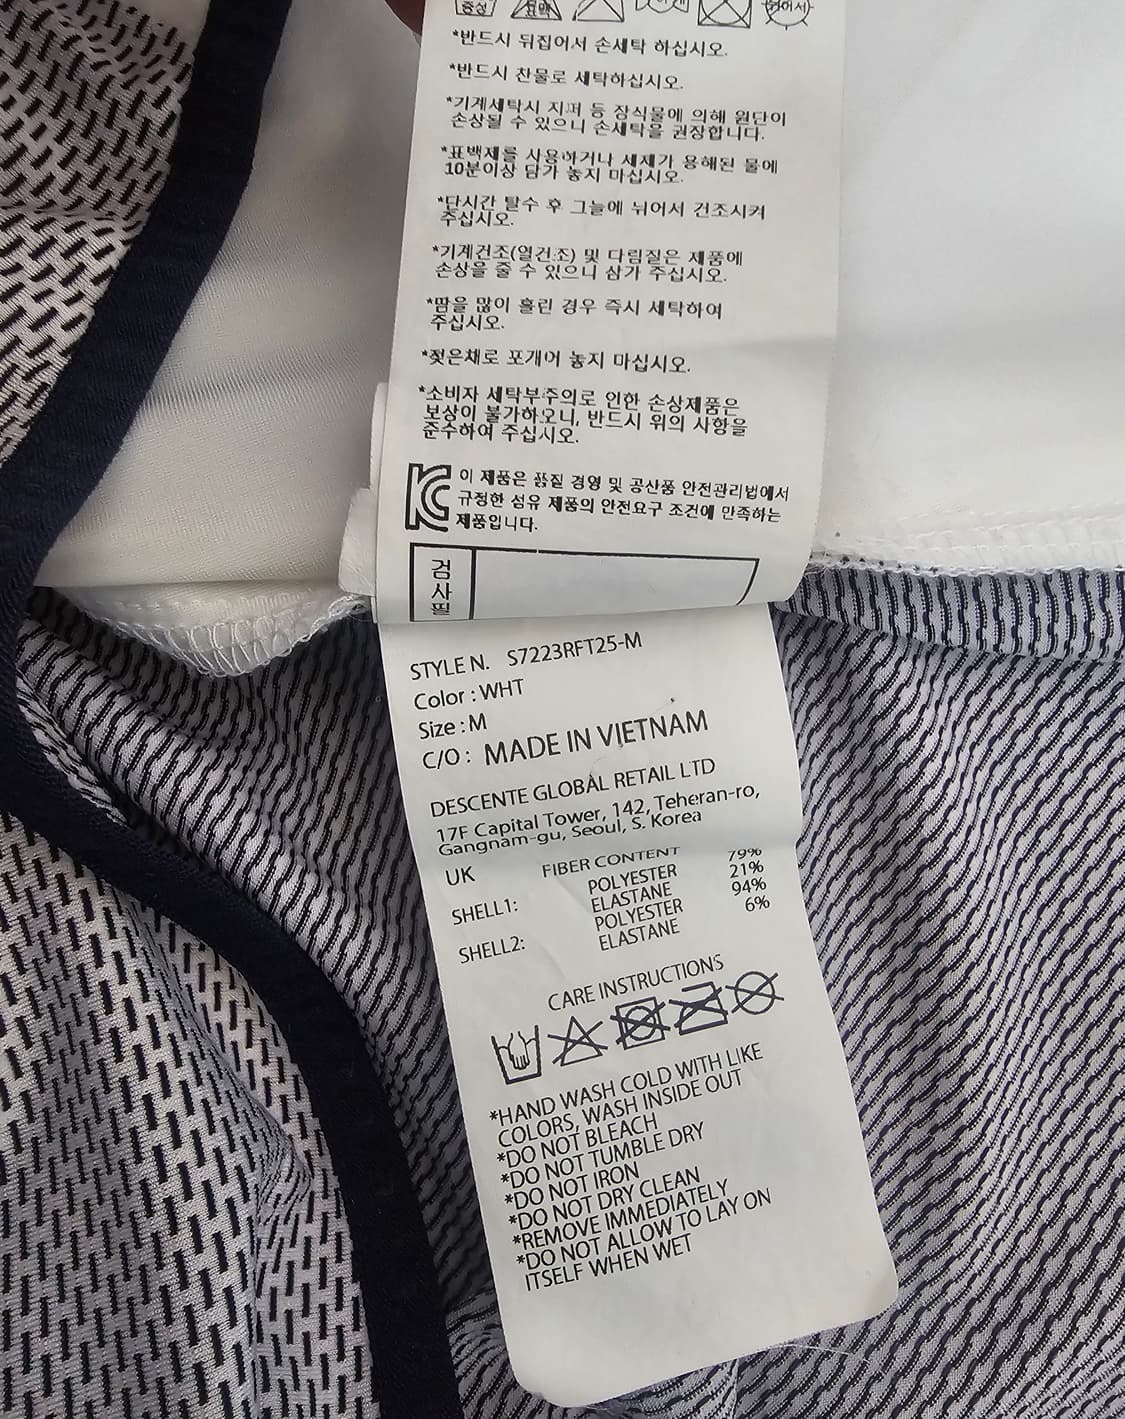 중성
표백
*반드시 뒤집어서 손세탁 하십시오.
*반드시 찬물로 세탁하십시오.
*기계세탁시 지퍼 등 장식물에 의해 원단이
손상될 수 있으니 손세탁을 권장합니다.
*표백제를 사용하거나 세제가 용해된 물에
10분이상 담가 놓지 마십시오.
*단시간 탈수 후 그늘에 뉘어서 건조시켜
주십시오.
*기계건조(열건조) 및 다림질은 제품에
손상을 줄 수 있으니 삼가 주십시오.
*땀을 많이 흘린 경우 즉시 세탁하여
주십시오.
*젖은채로 포개어 놓지 마십시오.
*소비자 세탁부주의로 인한 손상제품은
보상이 불가하오니, 반드시 위의 사항을
준수하여 주십시오.
이 제품은 품질 경영 및 공산품 안전관리법에서
규정한 섬유 제품의 안전요구 조건에 만족하는
제품입니다.
검
사
필
STYLE N. S7223RFT25-M
Color : WHT
Size : M
C/O : MADE IN VIETNAM
DESCENTE GLOBAL RETAIL LTD
17F Capital Tower, 142, Teheran-ro,
Gangnam-gu, Seoul, S. Korea
UK FIBER CONTENT 79%
POLYESTER 21%
SHELL1: ELASTANE 94%
POLYESTER 6%
SHELL2: ELASTANE
CARE INSTRUCTIONS
*HAND WASH COLD WITH LIKE
COLORS, WASH INSIDE OUT
*DO NOT BLEACH
*DO NOT TUMBLE DRY
*DO NOT IRON
*DO NOT DRY CLEAN
*REMOVE IMMEDIATELY
*DO NOT ALLOW TO LAY ON
ITSELF WHEN WET